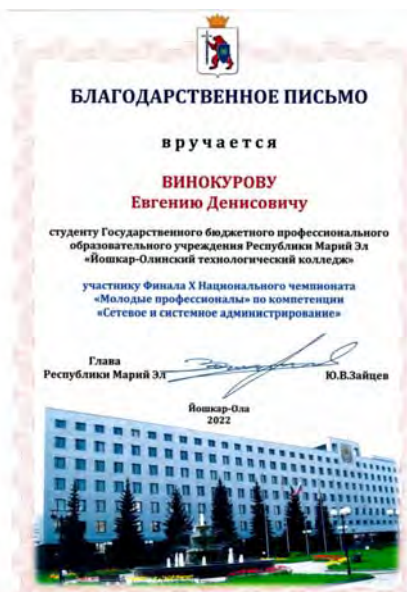 БЛАГОДАРСТВЕННОЕ ПИСЬМО
вручается
ВИНОКУРОВУ
Евгению Денисовичу
студенту Государственного бюджетного профессионального
образовательного учреждения Республики Марий Эл
«Йошкар-Олинский технологический колледж»
участнику Финала X Национального чемпионата
«Молодые профессионалы» по компетенции
«Сетевое и системное администрирование»
Глава
Республики Марий Эл
Ю.В.Зайцев
Йошкар-Ола
2022